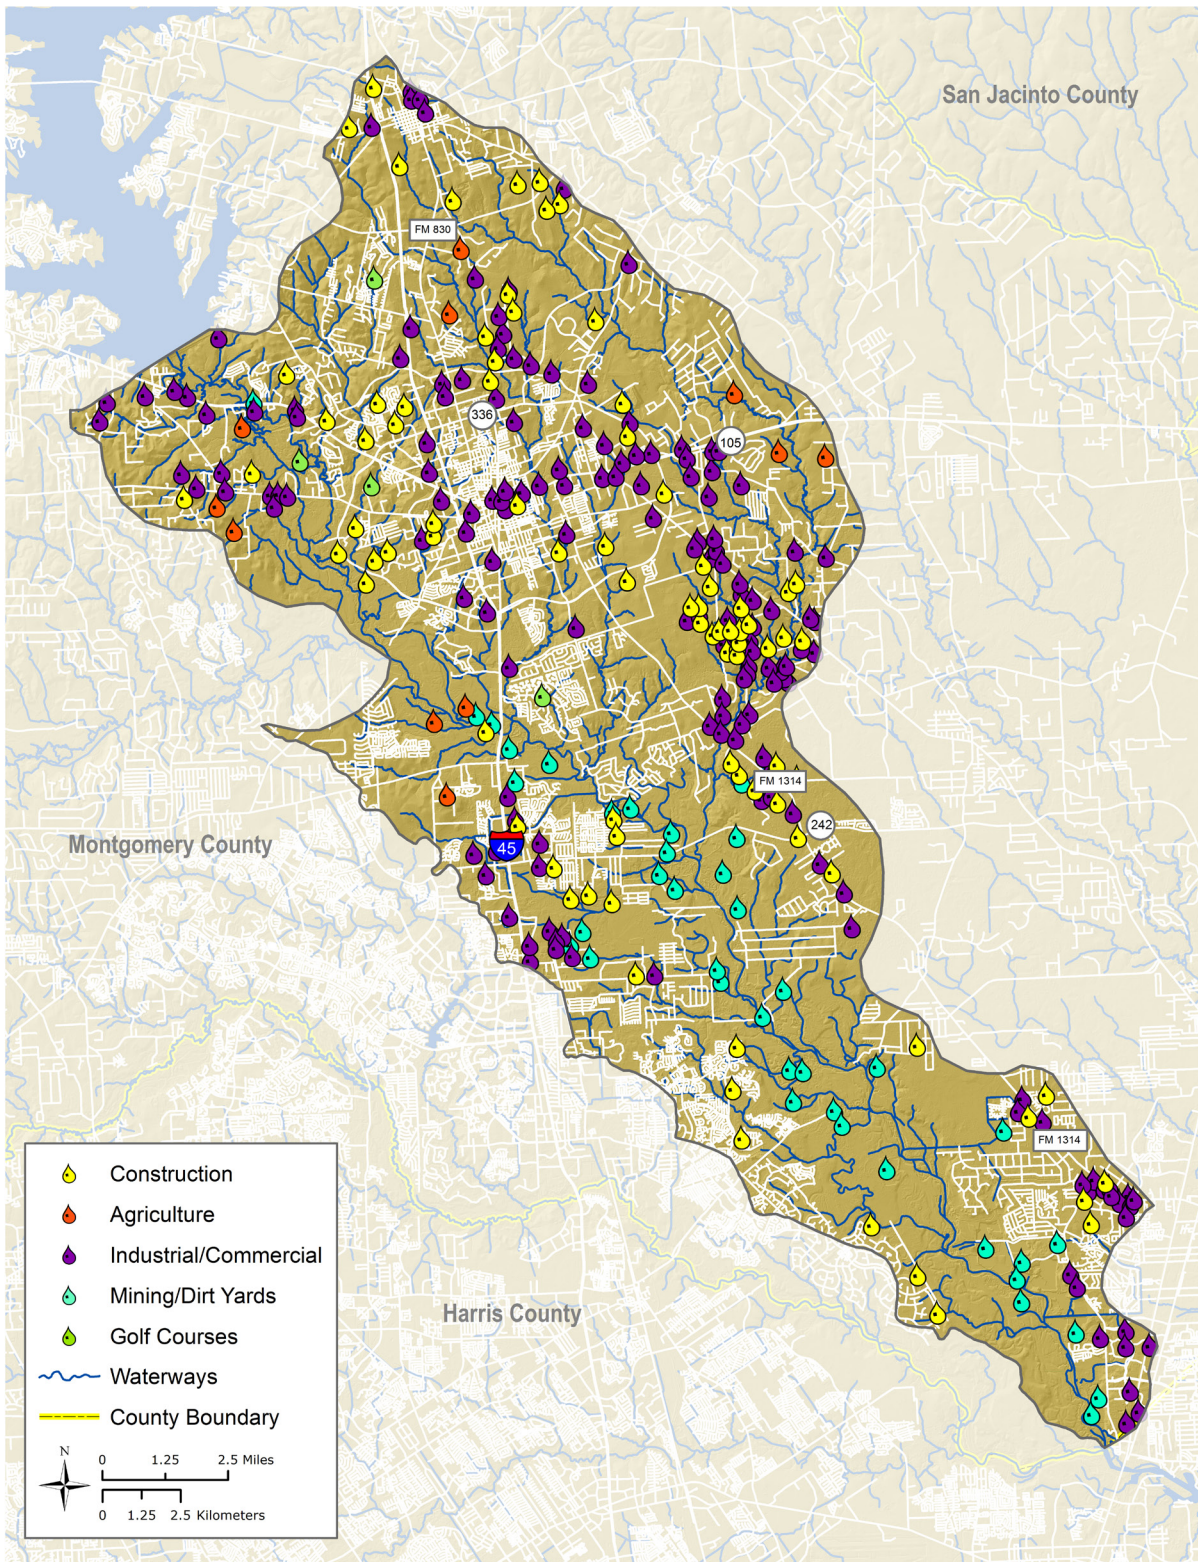 San Jacinto County
FM 830
336
105
FM 1314
242
45
Montgomery County
FM 1314
Harris County
Construction
Agriculture
Industrial/Commercial
Mining/Dirt Yards
Golf Courses
Waterways
County Boundary
N
0 1.25 2.5 Miles
0 1.25 2.5 Kilometers